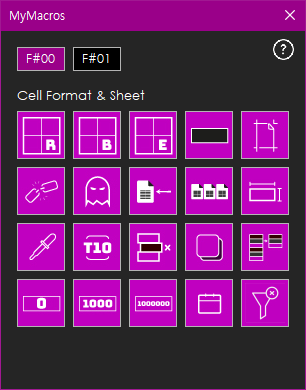 MyMacros
F#00 F#01
?
Cell Format & Sheet
R B E
T10
0 1000 1000000